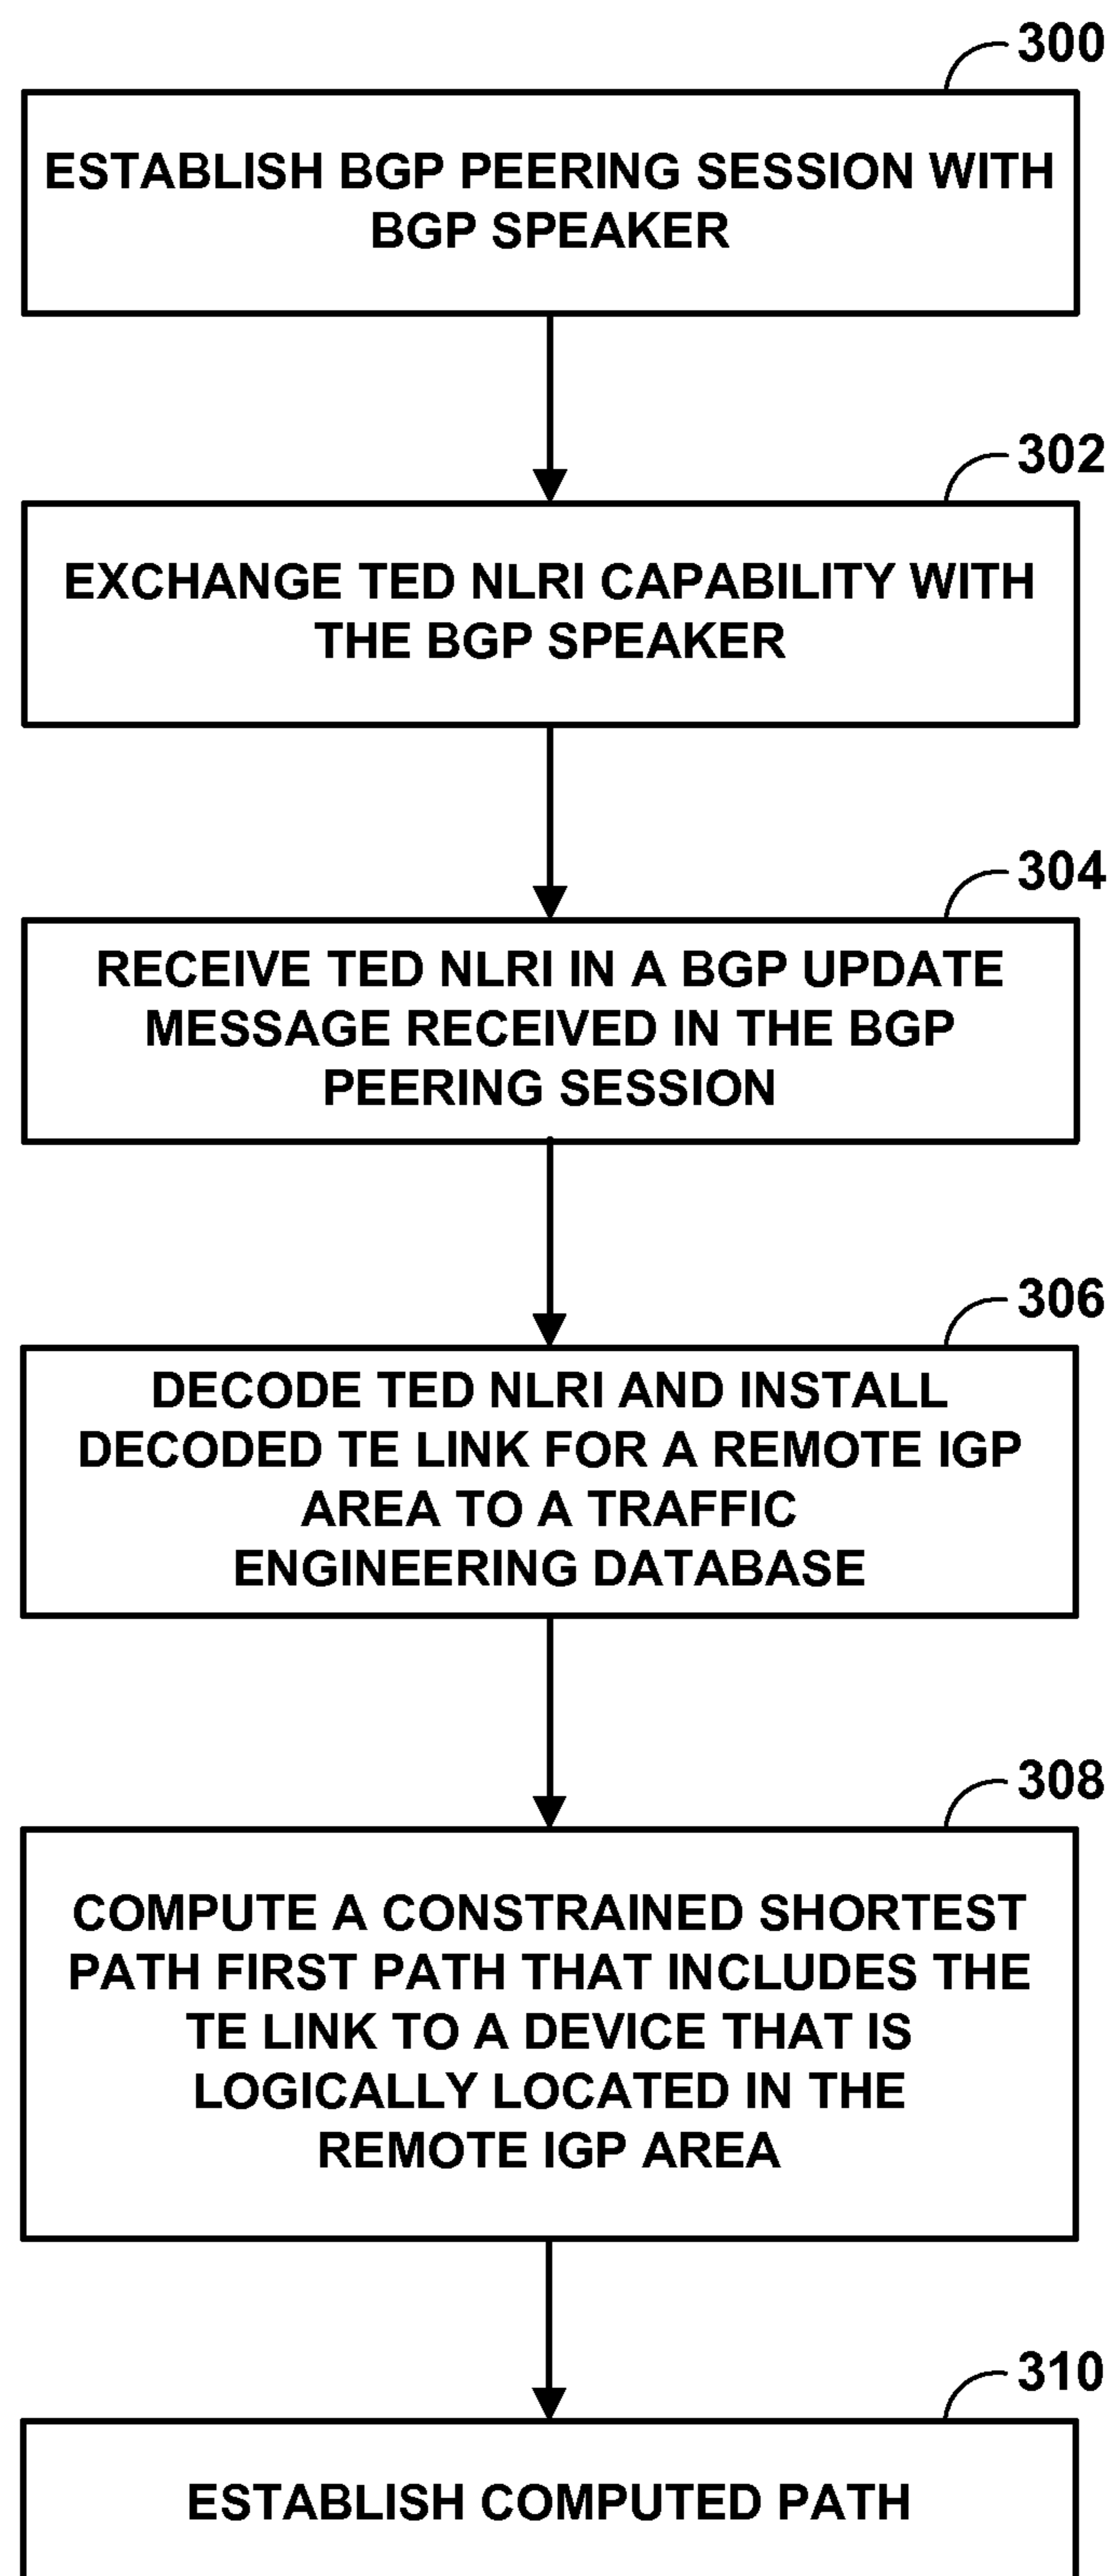 300
ESTABLISH BGP PEERING SESSION WITH
BGP SPEAKER
302
EXCHANGE TED NLRI CAPABILITY WITH
THE BGP SPEAKER
304
RECEIVE TED NLRI IN A BGP UPDATE
MESSAGE RECEIVED IN THE BGP
PEERING SESSION
306
DECODE TED NLRI AND INSTALL
DECODED TE LINK FOR A REMOTE IGP
AREA TO A TRAFFIC
ENGINEERING DATABASE
308
COMPUTE A CONSTRAINED SHORTEST
PATH FIRST PATH THAT INCLUDES THE
TE LINK TO A DEVICE THAT IS
LOGICALLY LOCATED IN THE
REMOTE IGP AREA
310
ESTABLISH COMPUTED PATH